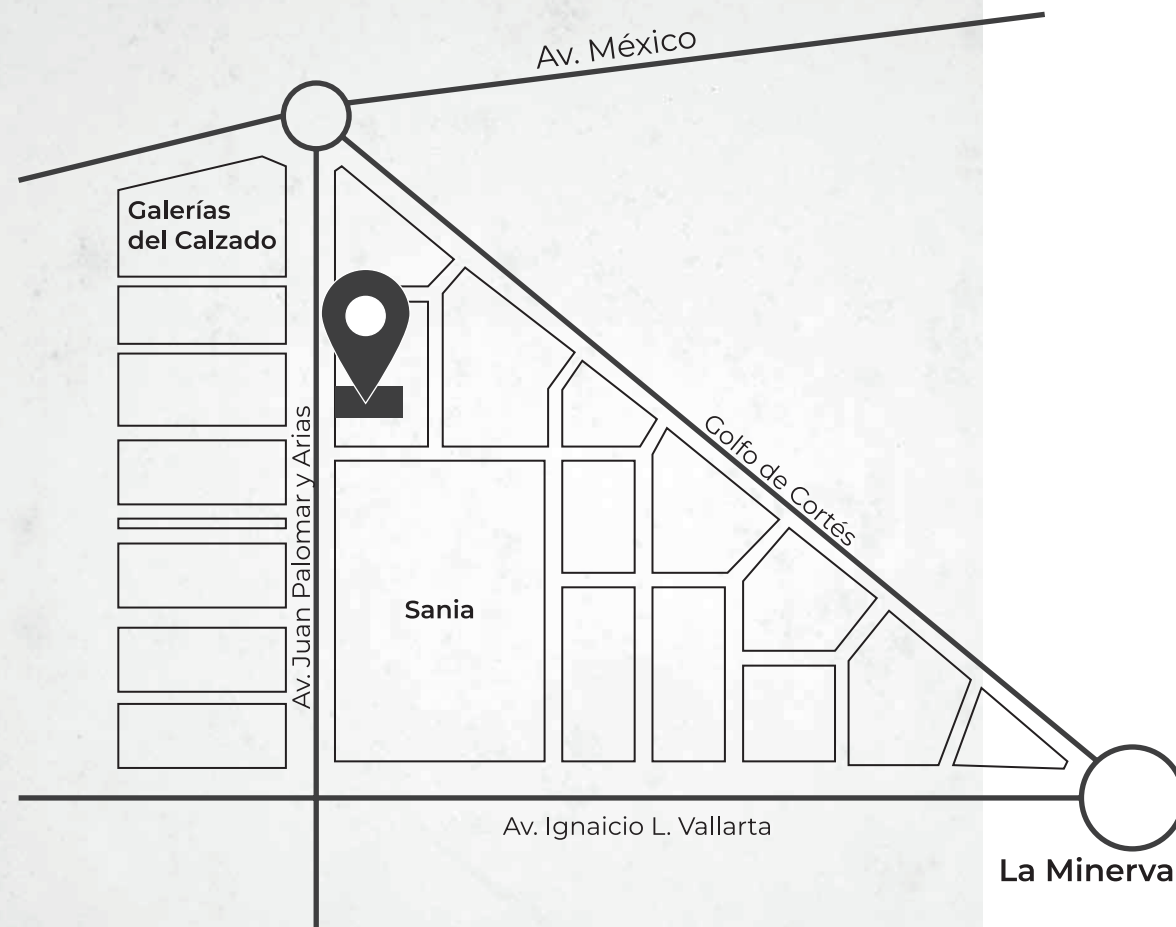 Av. México
Galerías
del Calzado
Av. Juan Palomar y Arias
Golfo de Cortés
Sania
Av. Ignaicio L. Vallarta
La Minerva